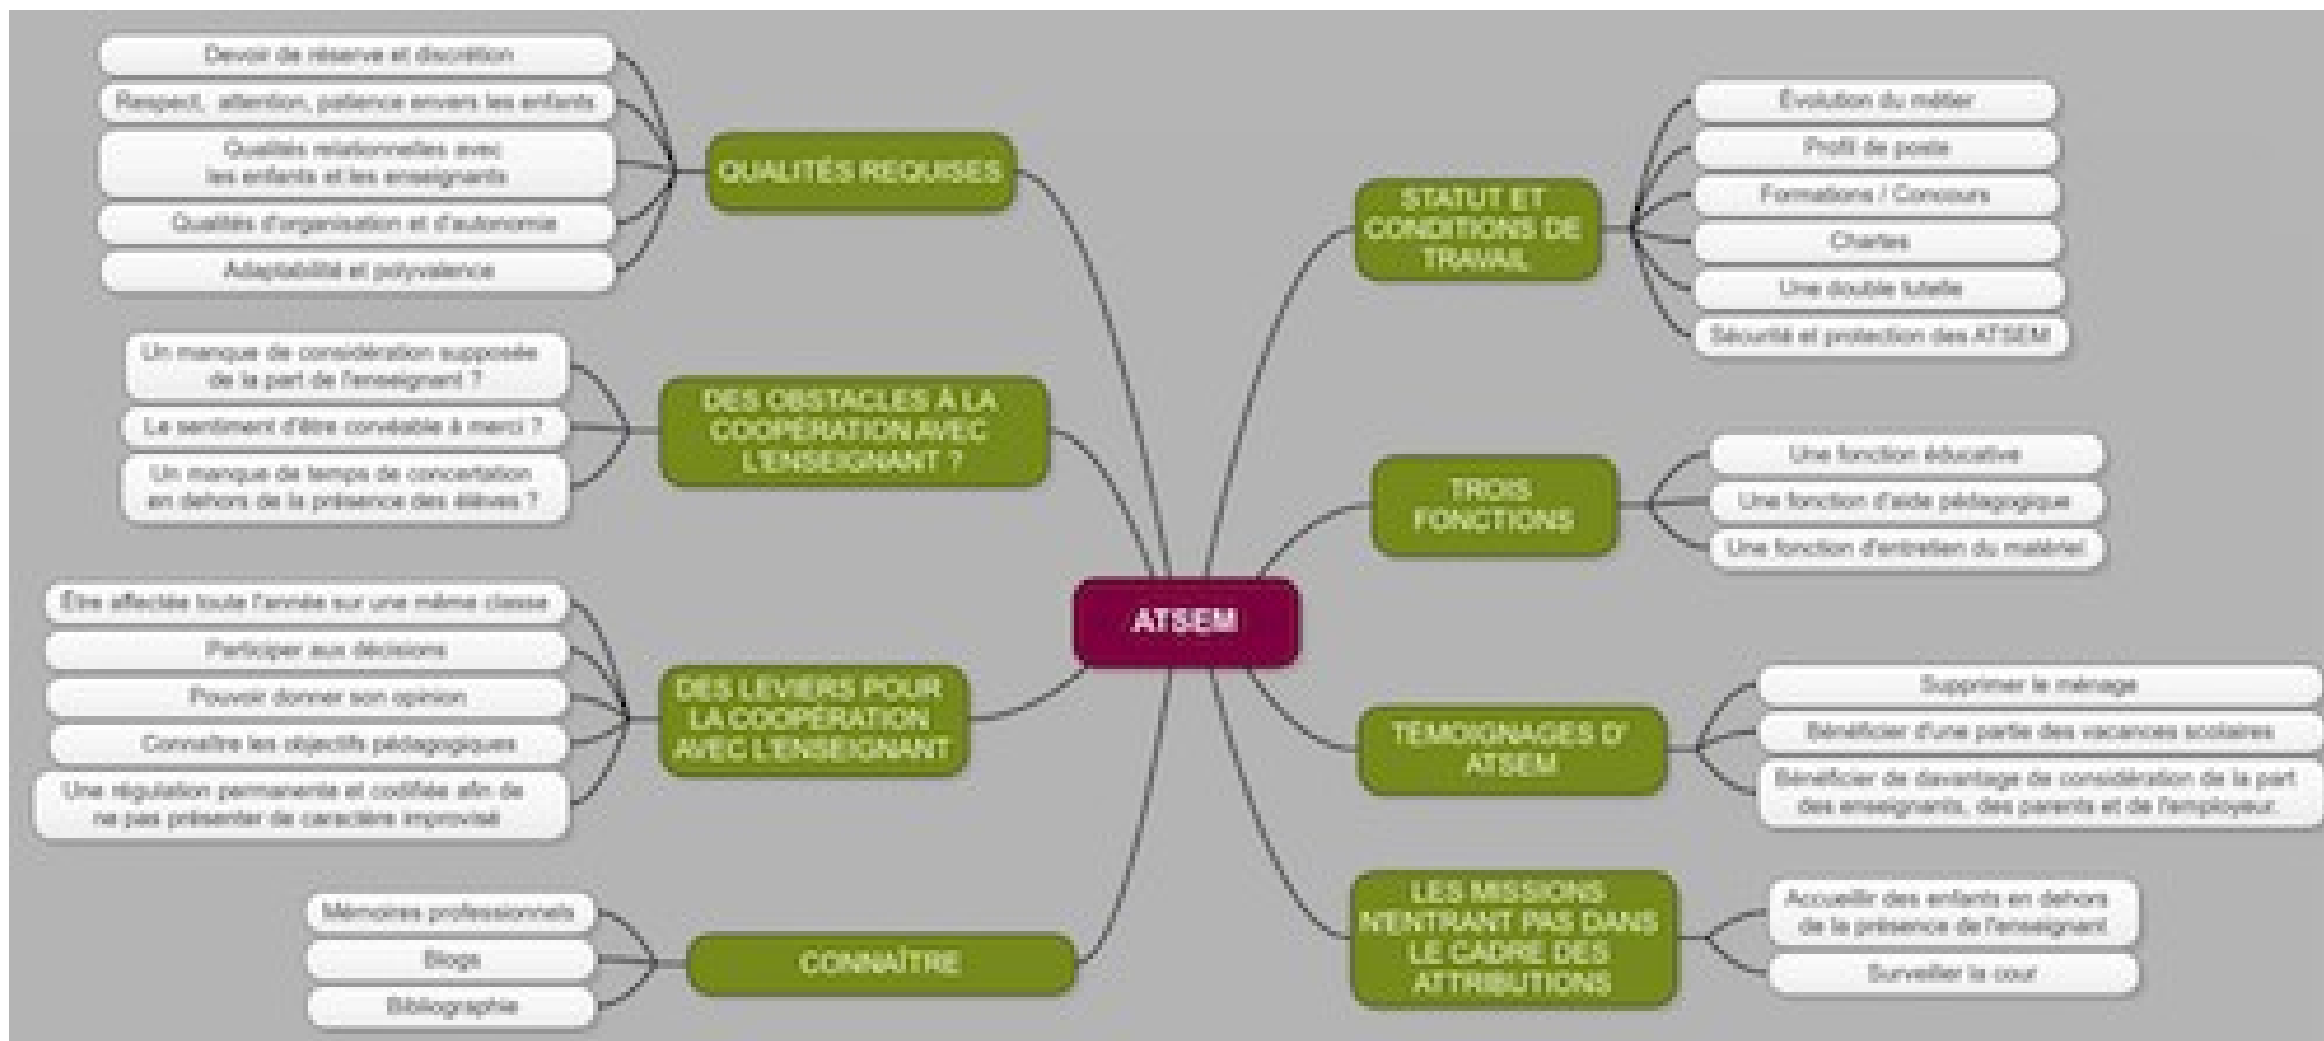 Devoir de réserve et discrétion
Respect, attention, patience envers les enfants
Qualités relationnelles avec
les enfants et les enseignants
Qualités d'organisation et d'autonomie
Adaptabilité et polyvalence
QUALITÉS REQUISES
Un manque de considération supposée
de la part de l'enseignant ?
Le sentiment d'être corvéable à merci ?
Un manque de temps de concertation
en dehors de la présence des élèves ?
DES OBSTACLES À LA
COOPÉRATION AVEC
L'ENSEIGNANT ?
Être affectée toute l'année sur une même classe
Participer aux décisions
Pouvoir donner son opinion
Connaître les objectifs pédagogiques
Une régulation permanente et codifiée afin de
ne pas présenter de caractère improvisé
DES LEVIERS POUR
LA COOPÉRATION
AVEC L'ENSEIGNANT
Mémoires professionnels
Blogs
Bibliographie
CONNAÎTRE
ATSEM
STATUT ET
CONDITIONS DE
TRAVAIL
Évolution du métier
Profil de poste
Formations / Concours
Chartes
Une double tutelle
Sécurité et protection des ATSEM
TROIS
FONCTIONS
Une fonction éducative
Une fonction d'aide pédagogique
Une fonction d'entretien du matériel
TÉMOIGNAGES D'
ATSEM
Supprimer le ménage
Bénéficier d'une partie des vacances scolaires
Bénéficier de davantage de considération de la part
des enseignants, des parents et de l'employeur.
LES MISSIONS
N'ENTRANT PAS DANS
LE CADRE DES
ATTRIBUTIONS
Accueillir des enfants en dehors
de la présence de l'enseignant
Surveiller la cour